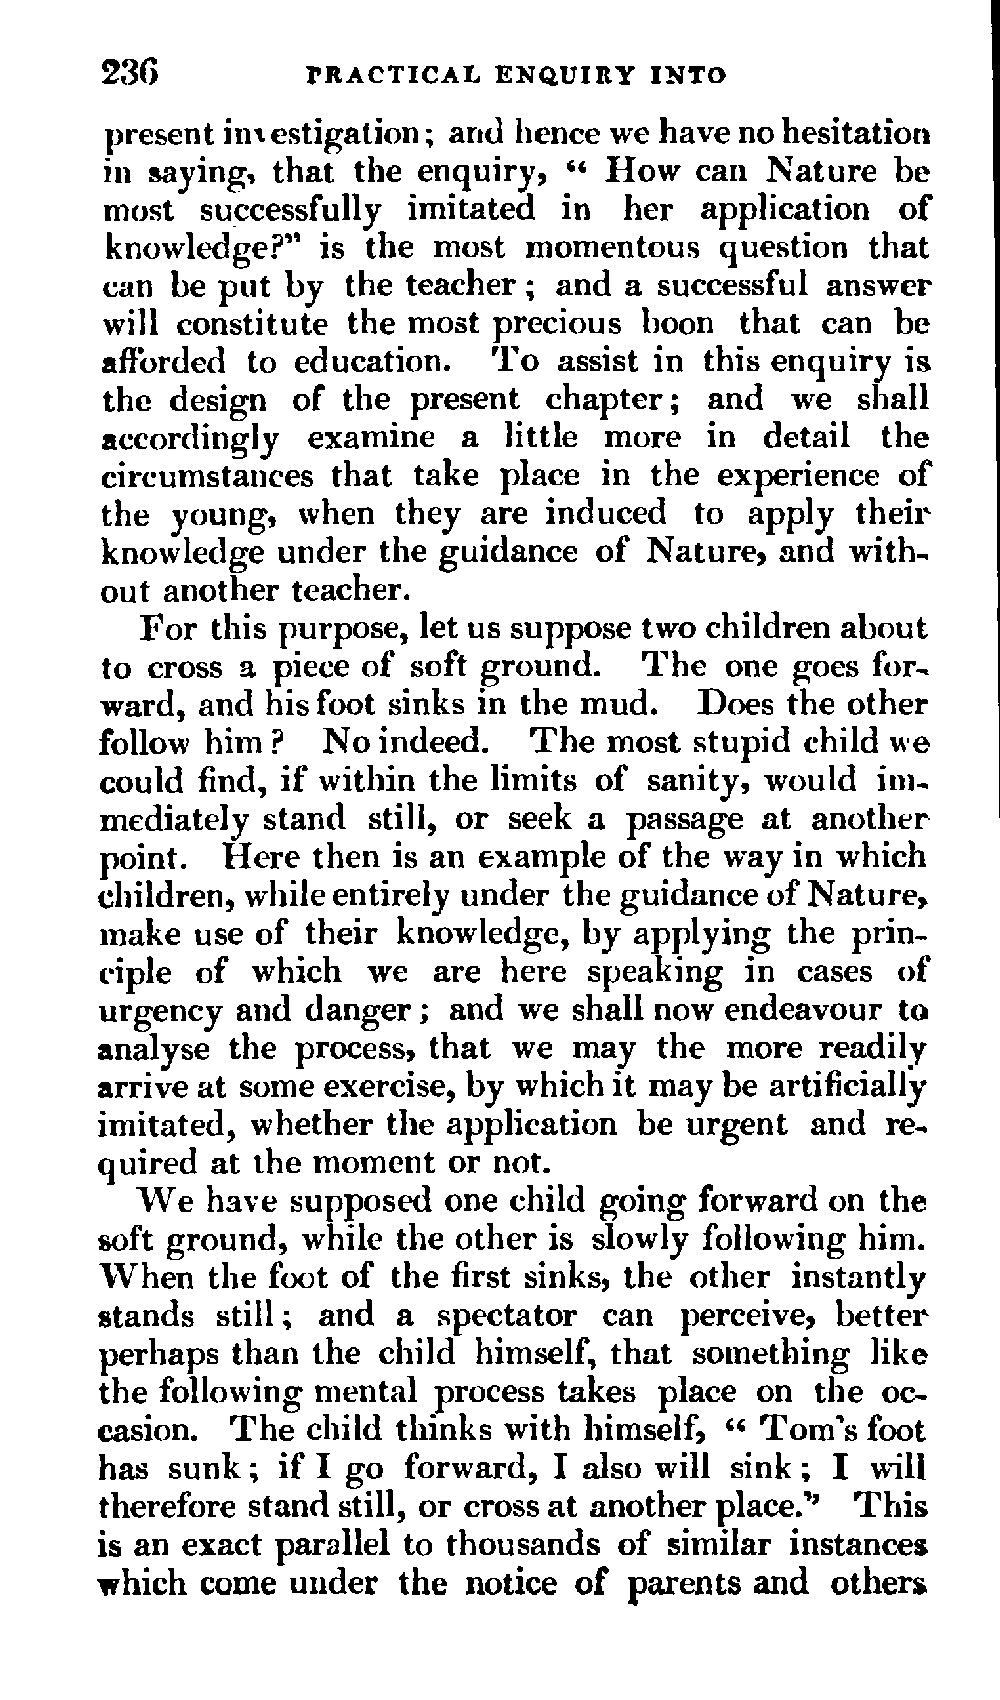 236 PRACTICAL ENQUIRY INTO
present investigation; and hence we have no hesitation
in saying, that the enquiry, “ How can Nature be
most successfully imitated in her application of
knowledge?” is the most momentous question that
can be put by the teacher; and a successful answer
will constitute the most precious boon that can be
afforded to education. To assist in this enquiry is
the design of the present chapter; and we shall
accordingly examine a little more in detail the
circumstances that take place in the experience of
the young, when they are induced to apply their
knowledge under the guidance of Nature, and with-
out another teacher.
For this purpose, let us suppose two children about
to cross a piece of soft ground. The one goes for-
ward, and his foot sinks in the mud. Does the other
follow him? No indeed. The most stupid child we
could find, if within the limits of sanity, would im-
mediately stand still, or seek a passage at another
point. Here then is an example of the way in which
children, while entirely under the guidance of Nature,
make use of their knowledge, by applying the prin-
ciple of which we are here speaking in cases of
urgency and danger; and we shall now endeavour to
analyse the process, that we may the more readily
arrive at some exercise, by which it may be artificially
imitated, whether the application be urgent and re-
quired at the moment or not.
We have supposed one child going forward on the
soft ground, while the other is slowly following him.
When the foot of the first sinks, the other instantly
stands still; and a spectator can perceive, better
perhaps than the child himself, that something like
the following mental process takes place on the oc-
casion. The child thinks with himself, “ Tom's foot
has sunk; if I go forward, I also will sink; I will
therefore stand still, or cross at another place.” This
is an exact parallel to thousands of similar instances
which come under the notice of parents and others